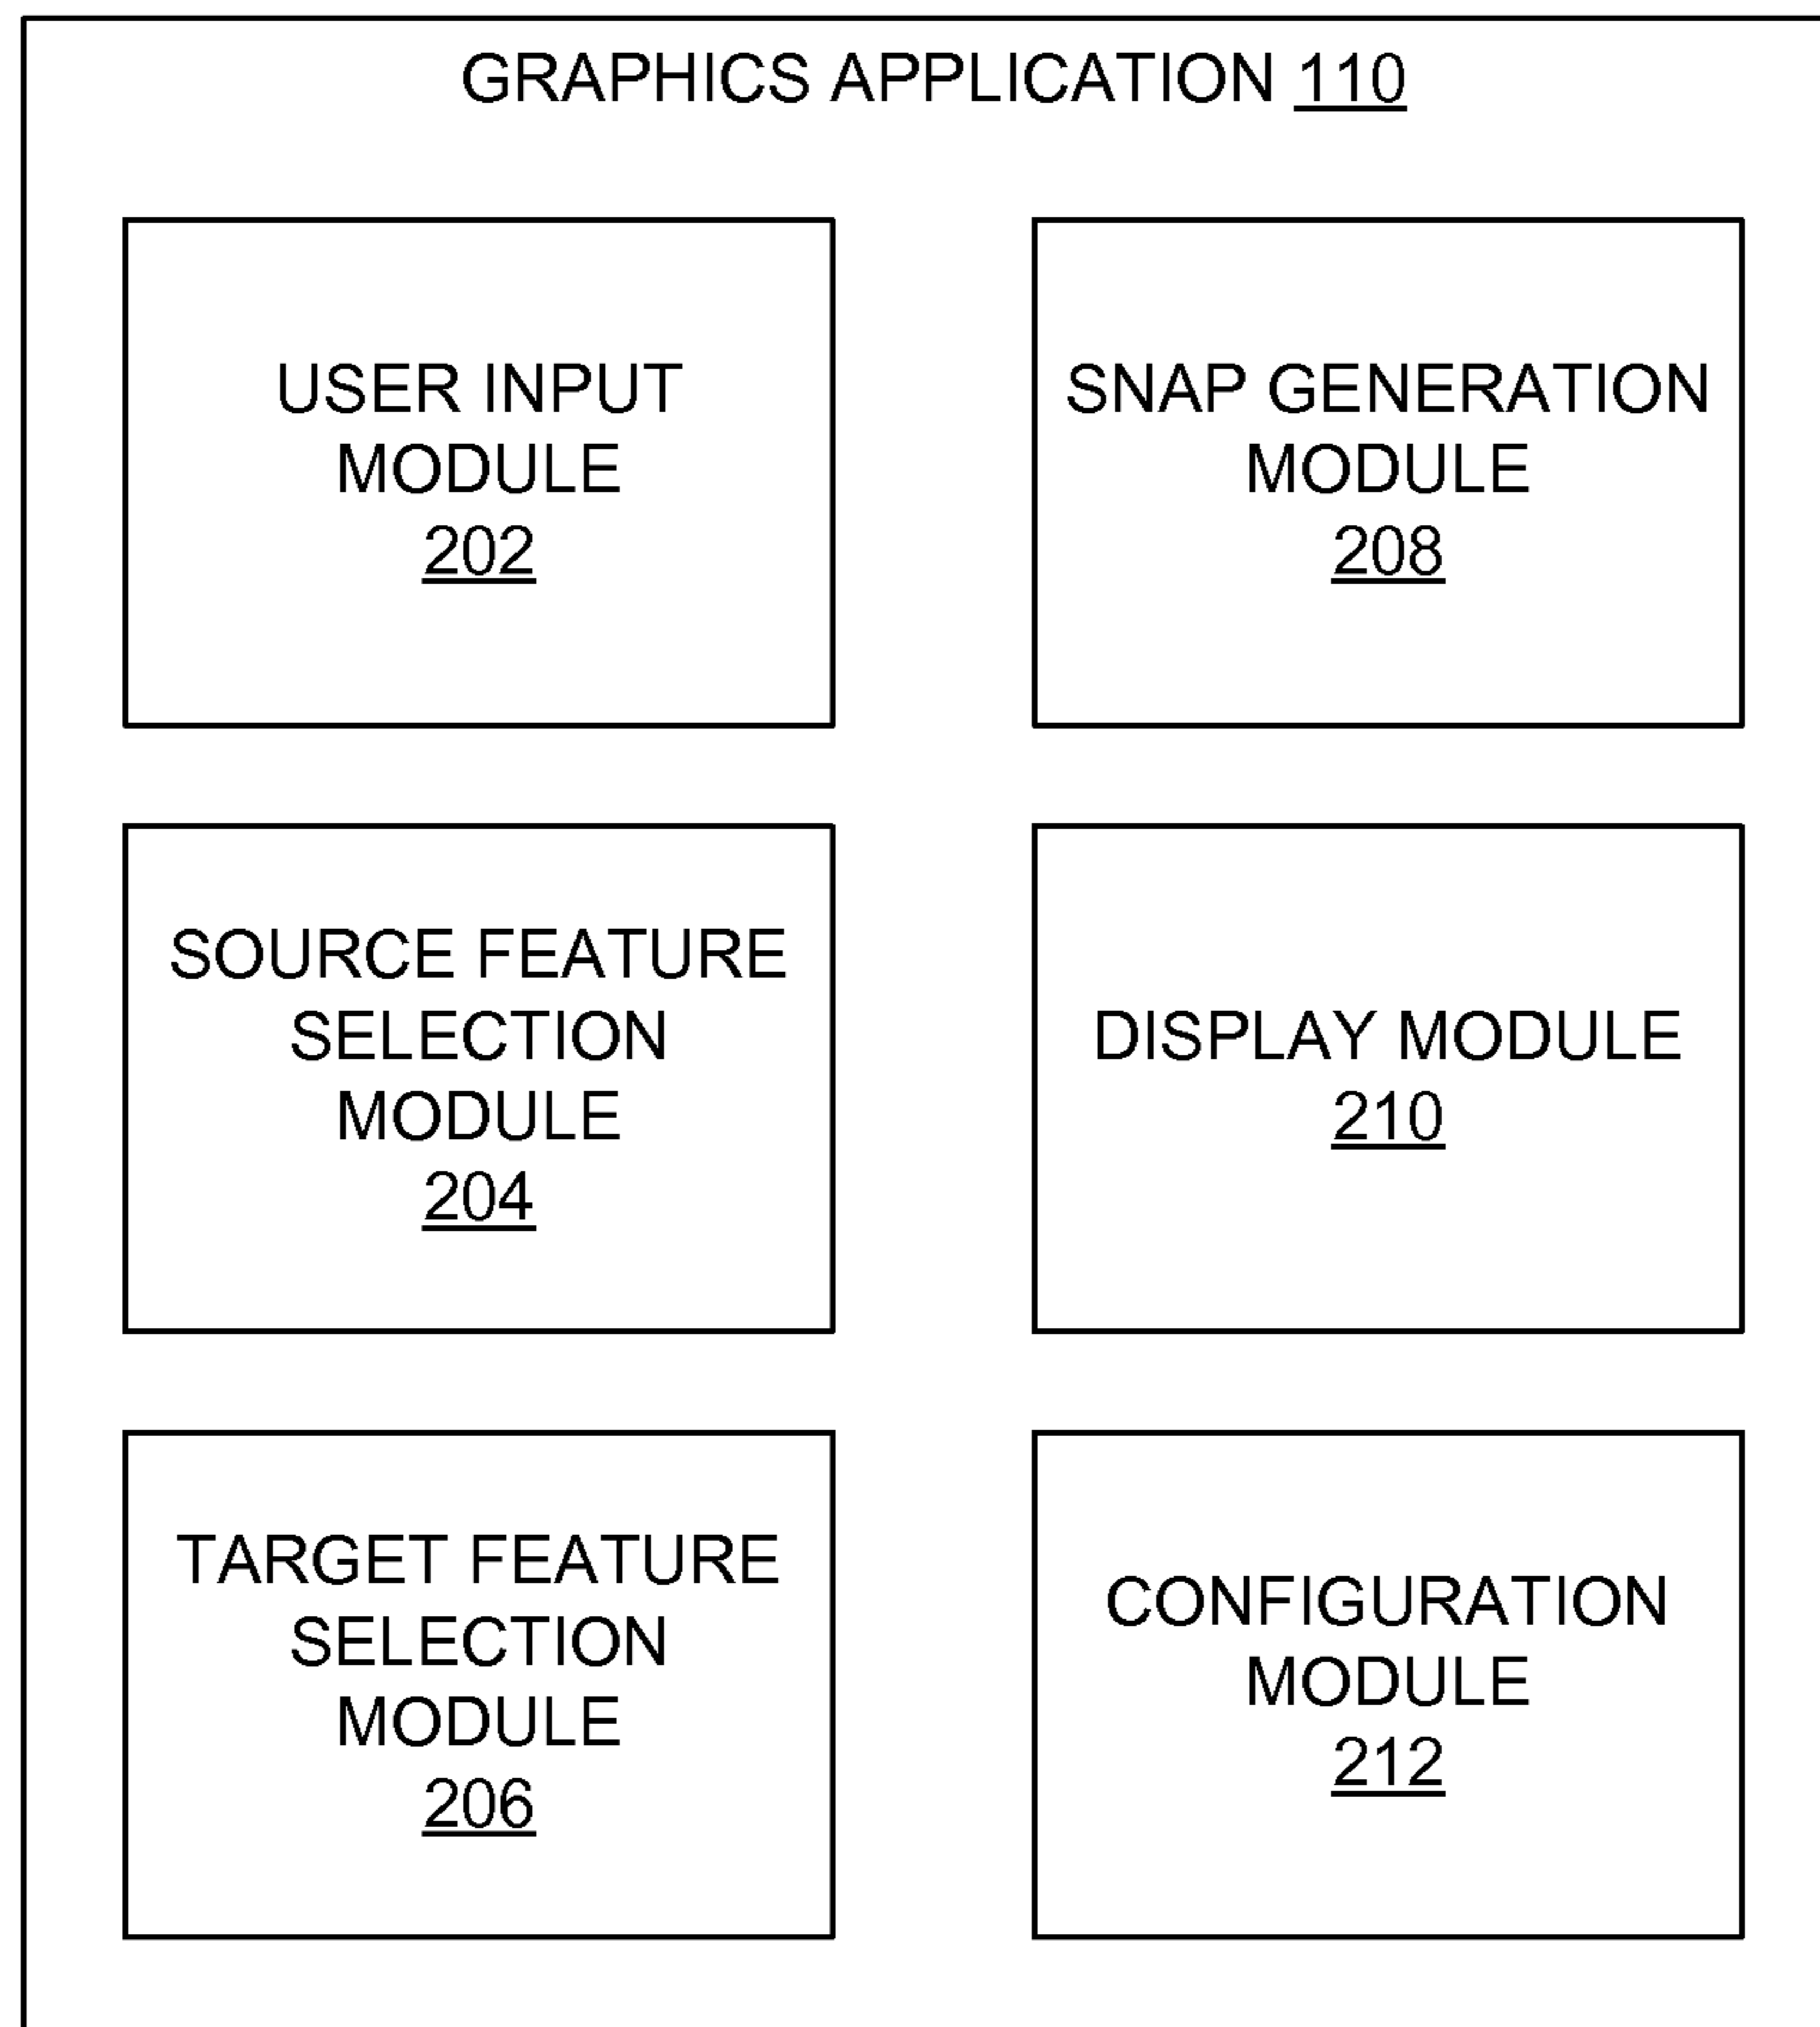 GRAPHICS APPLICATION 110
USER INPUT
MODULE
202
SNAP GENERATION
MODULE
208
SOURCE FEATURE
SELECTION
MODULE
204
DISPLAY MODULE
210
TARGET FEATURE
SELECTION
MODULE
206
CONFIGURATION
MODULE
212